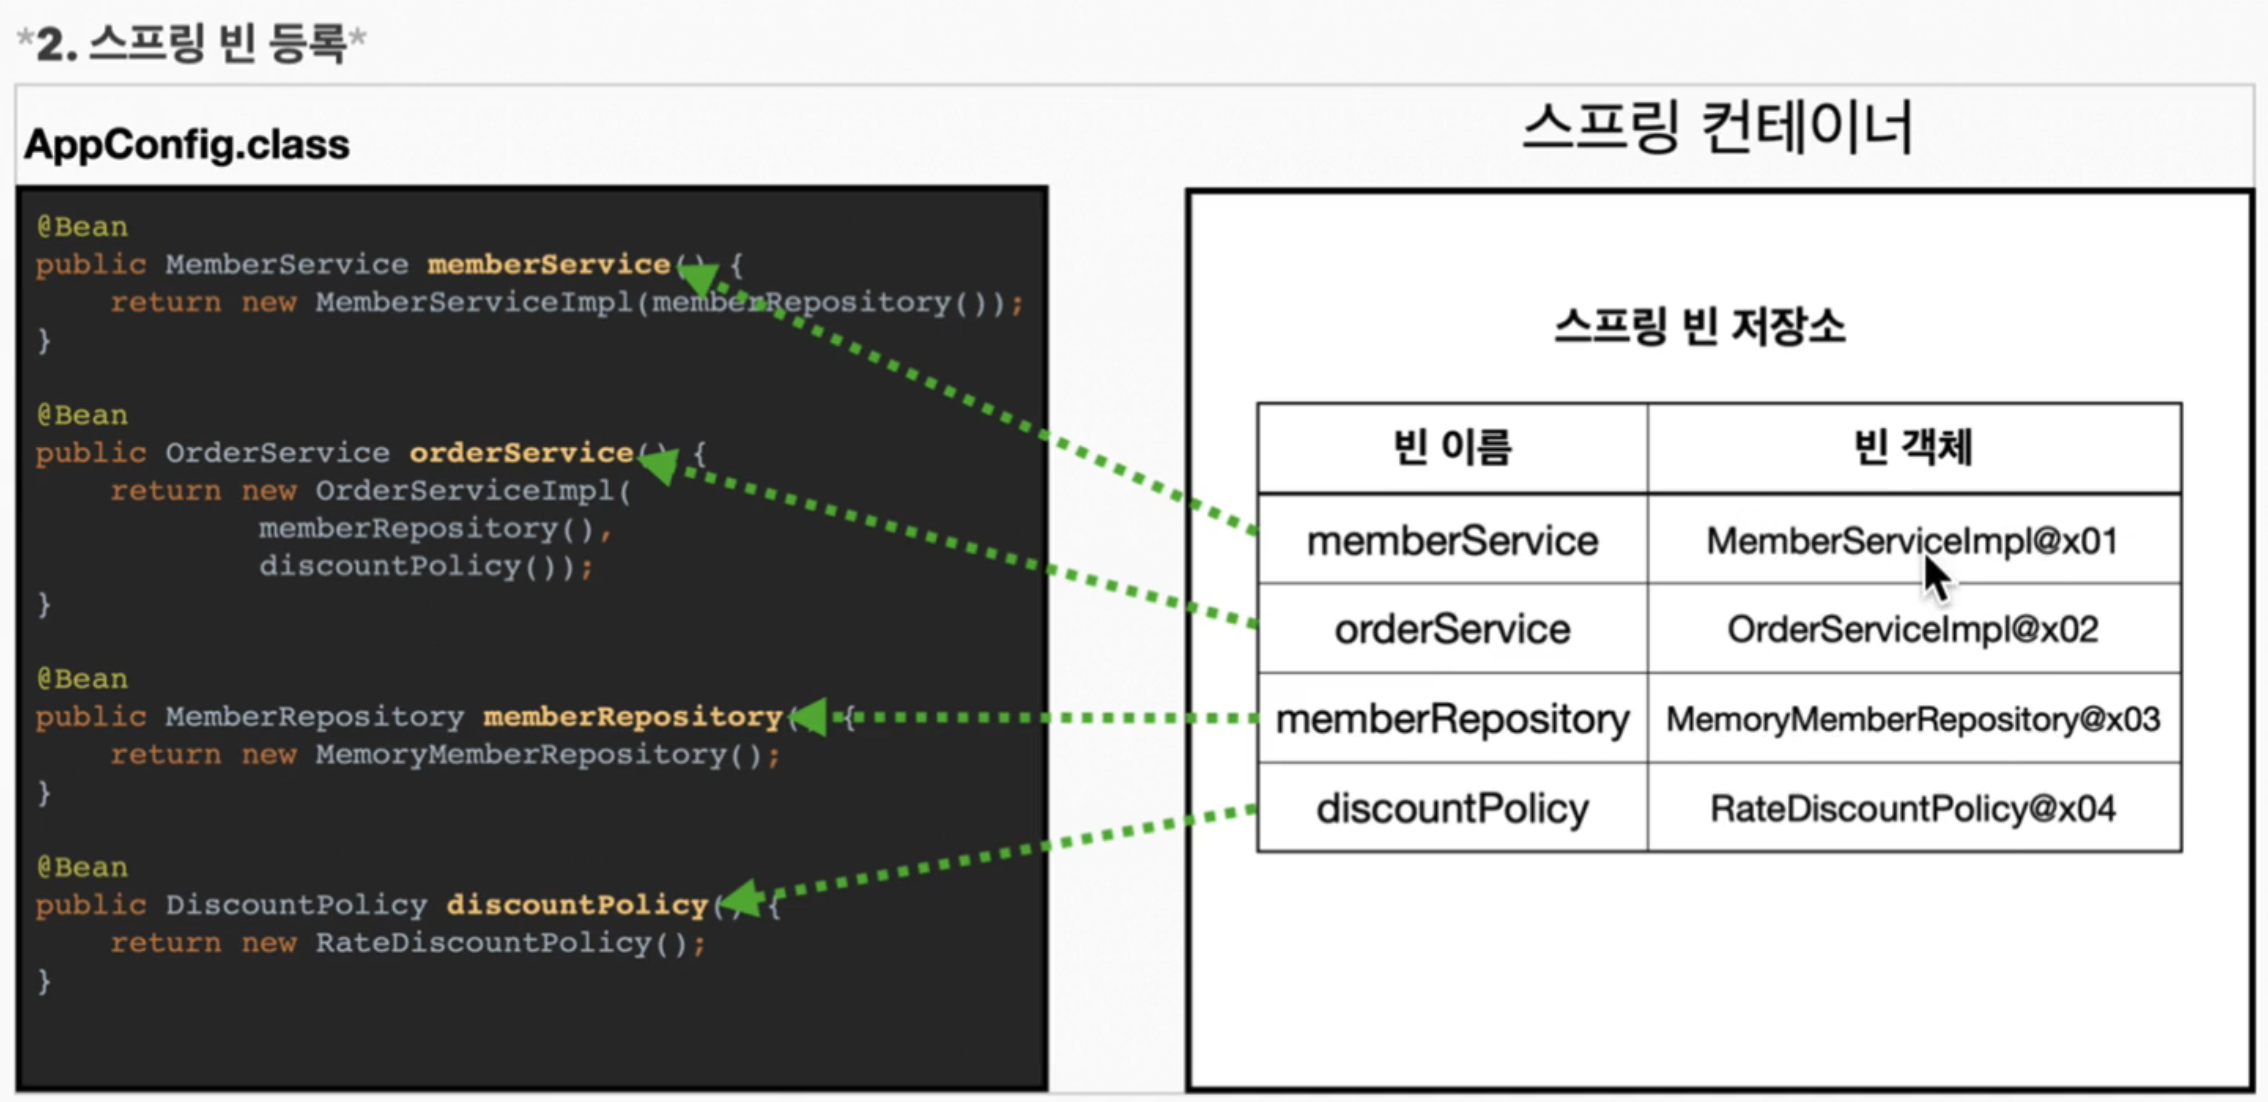 *2. 스프링 빈 등록*
AppConfig.class
@Bean
public MemberService memberService() {
    return new MemberServiceImpl(memberRepository());
}
@Bean
public OrderService orderService() {
    return new OrderServiceImpl(
            memberRepository(),
            discountPolicy());
}
@Bean
public MemberRepository memberRepository() {
    return new MemoryMemberRepository();
}
@Bean
public DiscountPolicy discountPolicy() {
    return new RateDiscountPolicy();
}
스프링 컨테이너
스프링 빈 저장소
빈 이름 빈 객체
memberService MemberServiceImpl@x01
orderService OrderServiceImpl@x02
memberRepository MemoryMemberRepository@x03
discountPolicy RateDiscountPolicy@x04